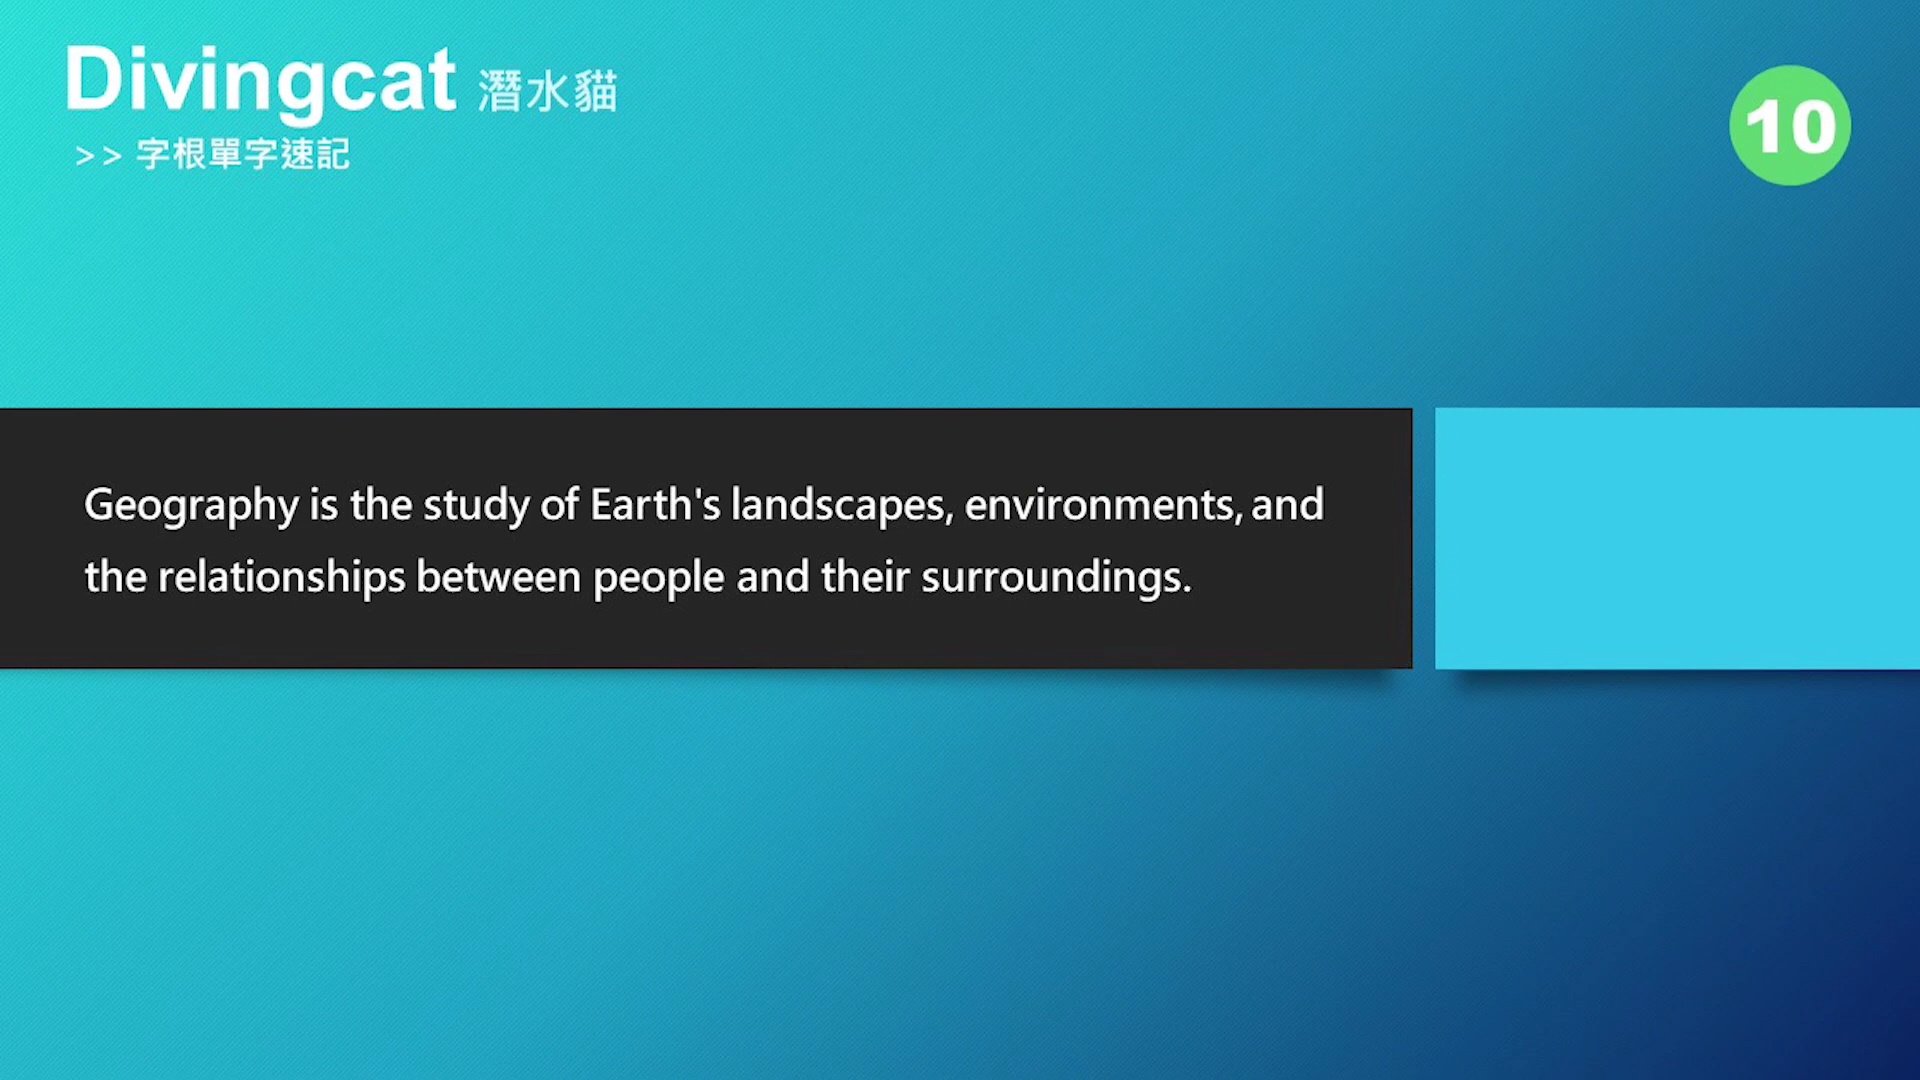 Divingcat 潛水貓
>> 字根單字速記
10
Geography is the study of Earth's landscapes, environments, and
the relationships between people and their surroundings.